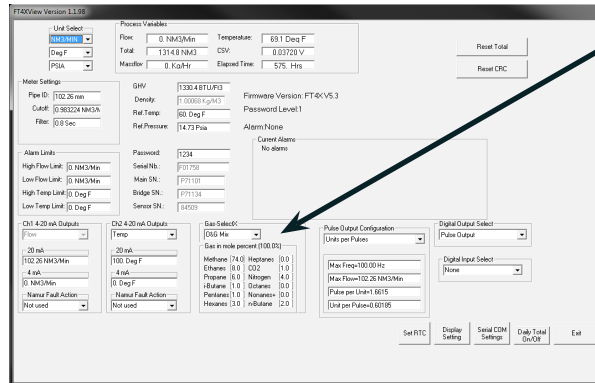 FT4XView Version 1.1.98
Unit Select
NM3/MIN
Deg F
PSIA
Process Variables
Flow: 0. NM3/Min Temperature: 69.1 Deg F
Total: 1314.8 NM3 CSV: 0.03720 V
Massflow 0. Kg/Hr Elapsed Time: 575. Hrs
Reset Total
Reset CRC
Meter Settings
Pipe ID: 102.26 mm
Cutoff: 0.983224 NM3/M
Filter: 0.8 Sec
GHV 1330.4 BTU/Ft3
Density: 1.00068 Kg/M3
Ref.Temp: 60. Deg F
Ref.Pressure: 14.73 Psia
Firmware Version: FT4X V5.3
Password Level:1
Alarm:None
Current Alarms
No alarms
Alarm Limits
High Flow Limit: 0. NM3/Min
Low Flow Limit: 0. NM3/Min
High Temp Limit: 0. Deg F
Low Temp Limit: 0. Deg F
Password: 1234
Serial Nb.: F01758
Main SN.: P71101
Bridge SN.: P71134
Sensor SN.: 84509
Ch1 4-20 mA Outputs
Flow
20 mA
102.26 NM3/Min
4 mA
0. NM3/Min
Namur Fault Action
Not used
Ch2 4-20 mA Outputs
Temp
20 mA
100. Deg F
4 mA
0. Deg F
Namur Fault Action
Not used
Gas-SelectX
O&G Mix
Gas in mole percent (100.0%)
Methane 74.0 Heptanes 0.0
Ethanes 8.0 CO2 1.0
Propane 6.0 Nitrogen 4.0
i-Butane 1.0 Octanes 0.0
Pentanes 1.0 Nonanes+ 0.0
Hexanes 3.0 n-Butane 2.0
Pulse Output Configuration
Units per Pulses
Max Freq=100.00 Hz
Max Flow=102.26 NM3/Min
Pulse per Unit=1.6615
Unit per Pulse=0.60185
Digital Output Select
Pulse Output
Digital Input Select
None
Set RTC
Display Setting
Serial COM Settings
Daily Total On/Off
Exit